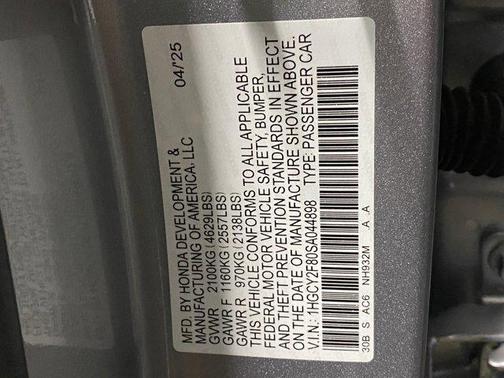 MFD. BY HONDA DEVELOPMENT &
MANUFACTURING OF AMERICA, LLC
04/'25
GVWR 2100KG (4629LBS)
GAWR F 1160KG (2557LBS)
GAWR R 970KG (2138LBS)
THIS VEHICLE CONFORMS TO ALL APPLICABLE
FEDERAL MOTOR VEHICLE SAFETY, BUMPER,
AND THEFT PREVENTION STANDARDS IN EFFECT
ON THE DATE OF MANUFACTURE SHOWN ABOVE.
V.I.N.: 1HGCY2F80SA044898 TYPE: PASSENGER CAR
30B S AC6 NH932M .A .A